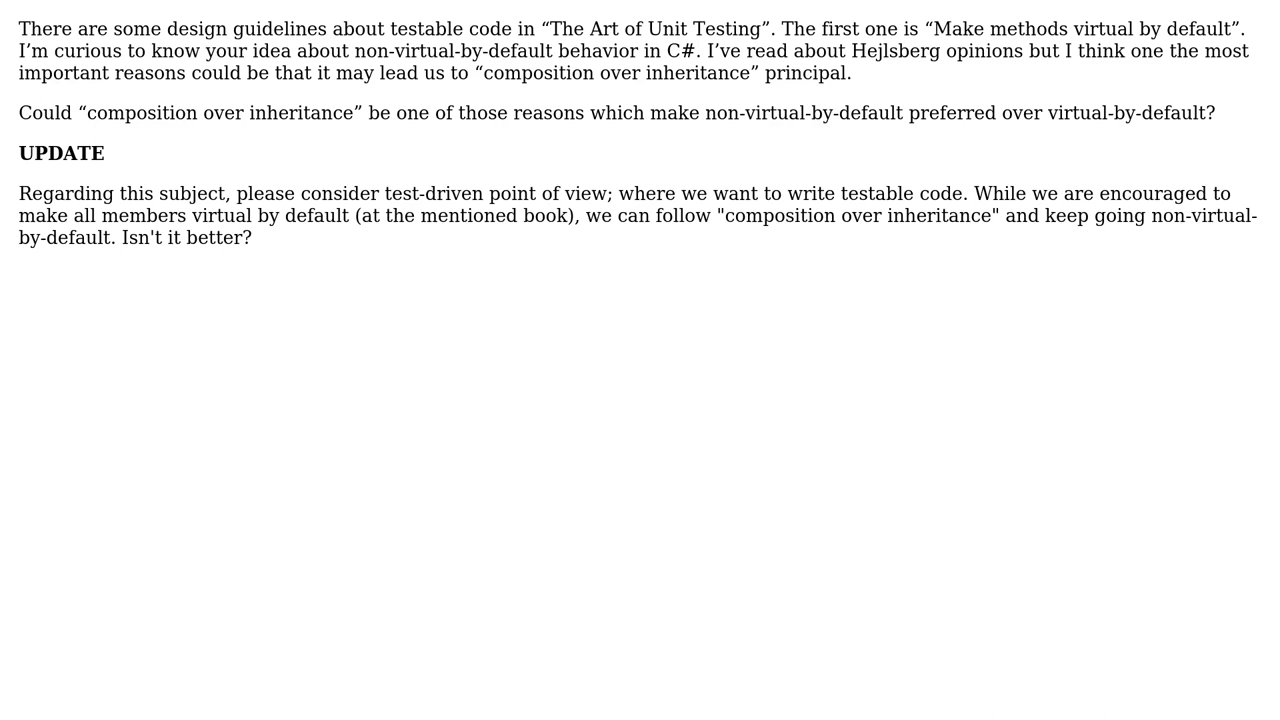 There are some design guidelines about testable code in “The Art of Unit Testing”. The first one is “Make methods virtual by default”.
I’m curious to know your idea about non-virtual-by-default behavior in C#. I’ve read about Hejlsberg opinions but I think one the most
important reasons could be that it may lead us to “composition over inheritance” principal.
Could “composition over inheritance” be one of those reasons which make non-virtual-by-default preferred over virtual-by-default?
UPDATE
Regarding this subject, please consider test-driven point of view; where we want to write testable code. While we are encouraged to
make all members virtual by default (at the mentioned book), we can follow "composition over inheritance" and keep going non-virtual-
by-default. Isn't it better?